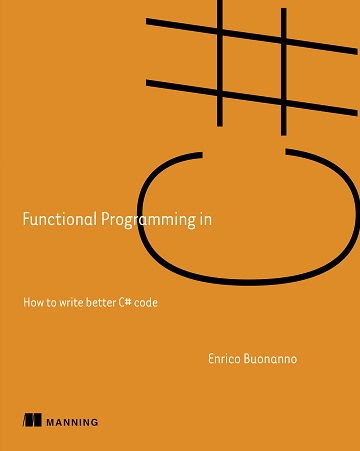 Functional Programming in C#
How to write better C# code
Enrico Buonanno
MANNING